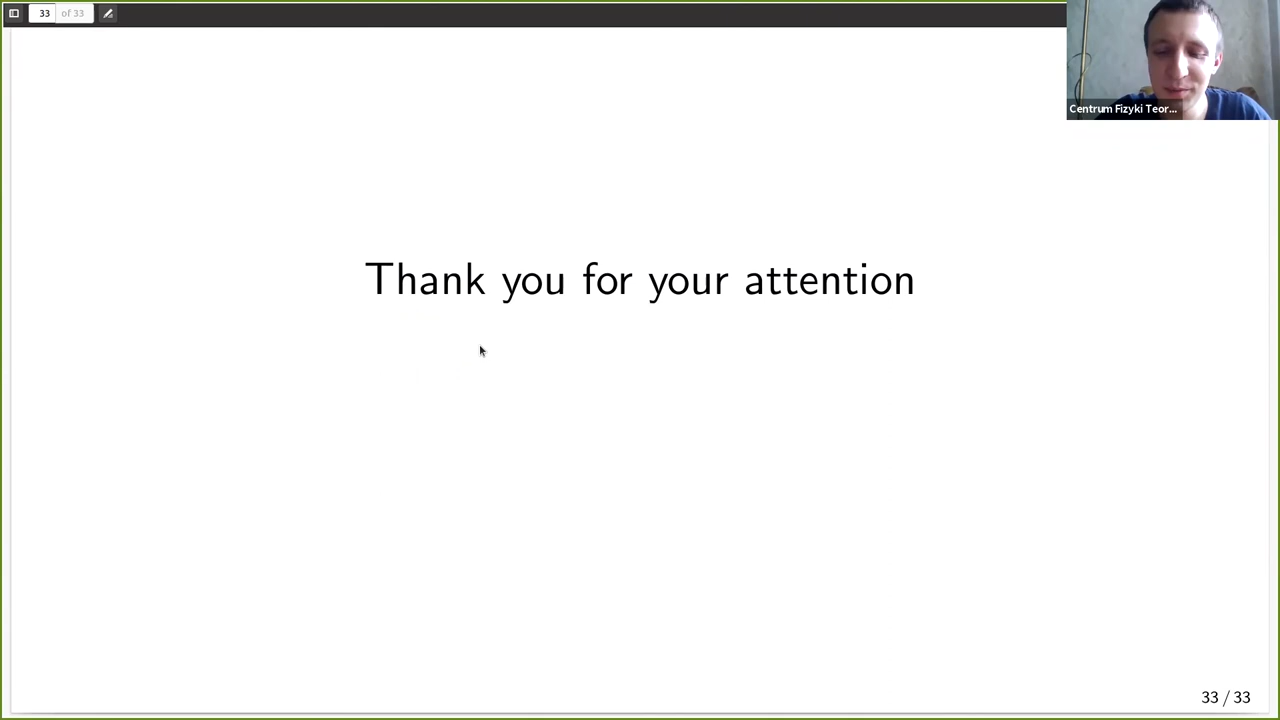 33 of 33
Centrum Fizyki Teor...
Thank you for your attention
33 / 33